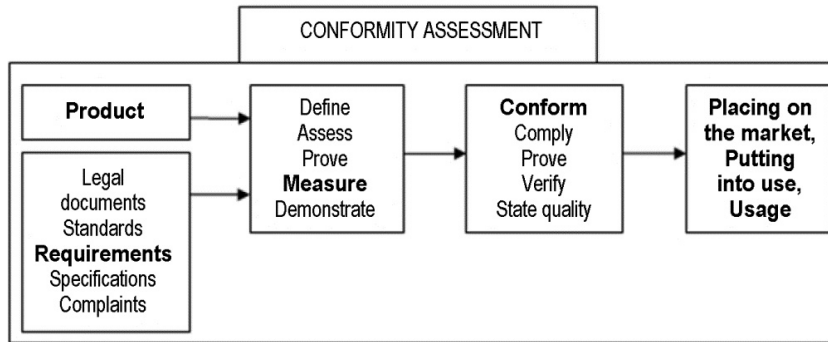 CONFORMITY ASSESSMENT
Product
Legal
documents
Standards
Requirements
Specifications
Complaints
Define
Assess
Prove
Measure
Demonstrate
Conform
Comply
Prove
Verify
State quality
Placing on
the market,
Putting
into use,
Usage